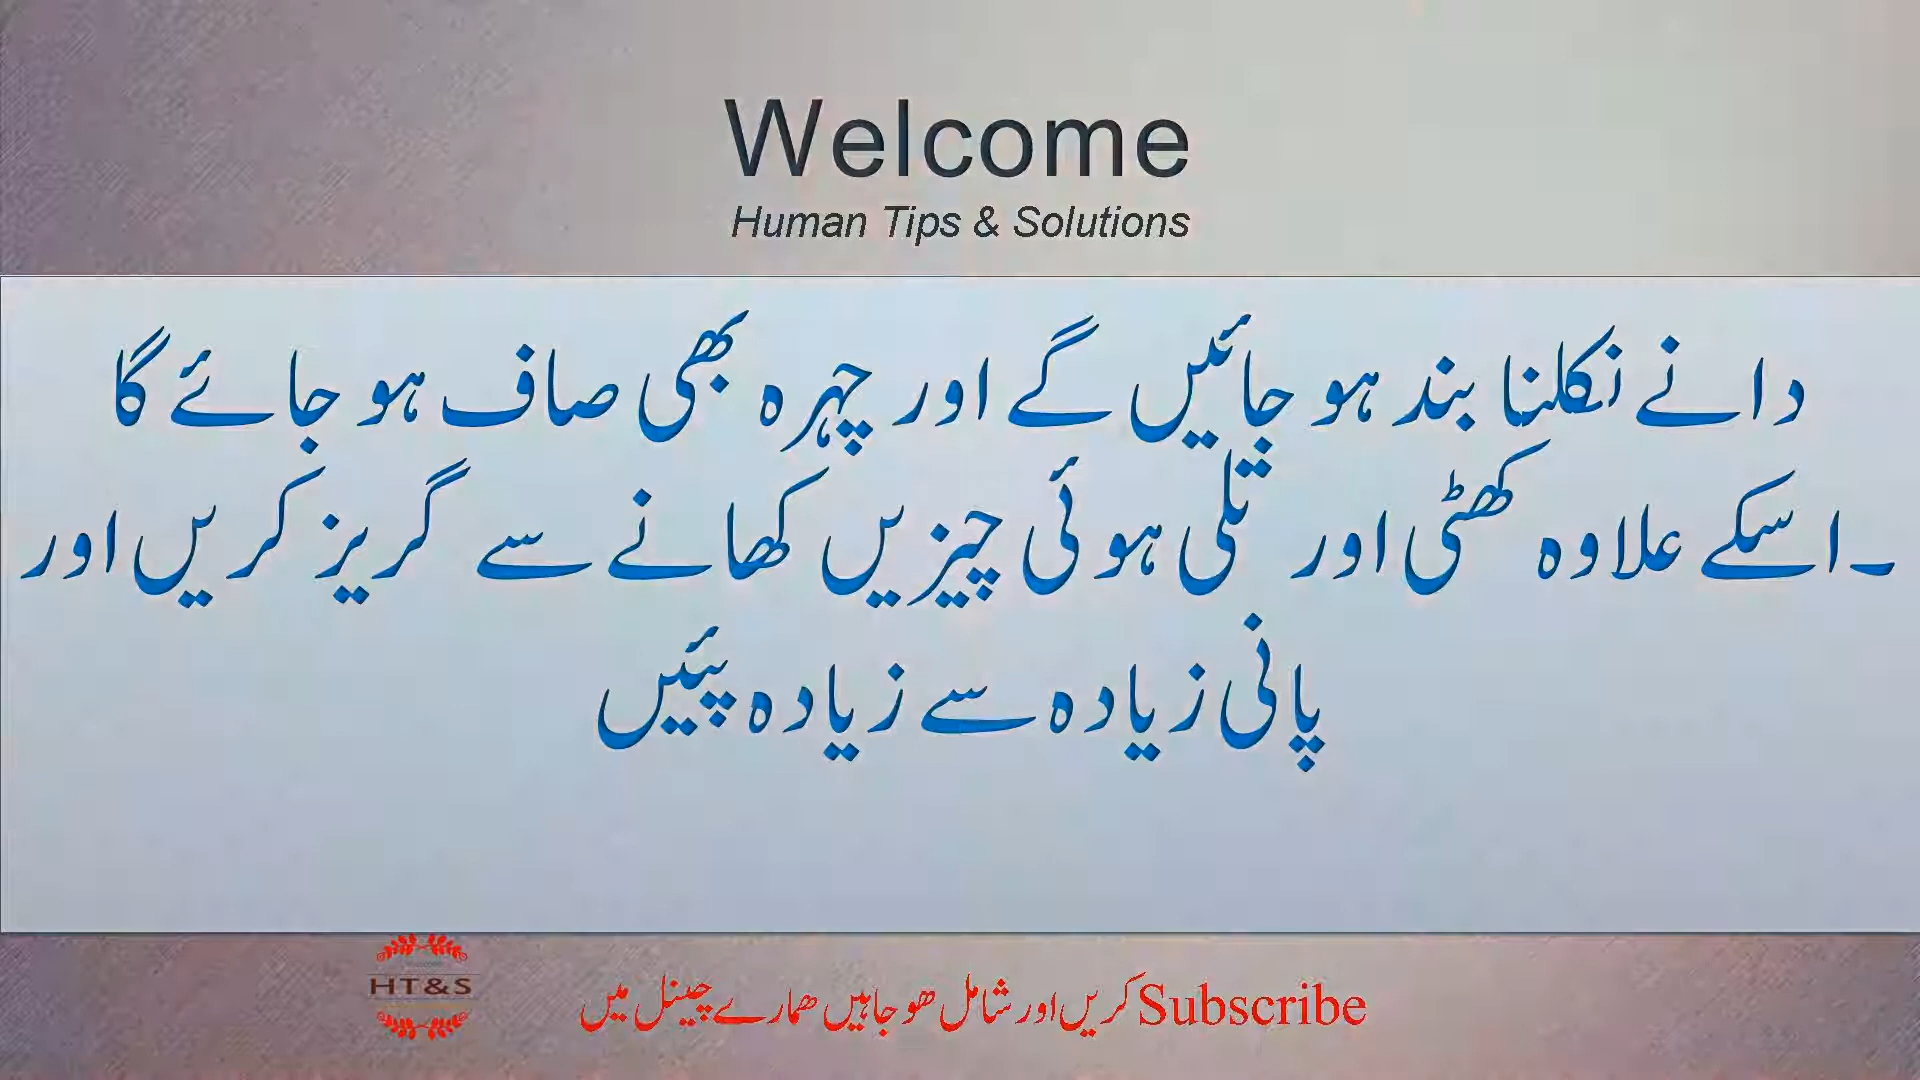 Welcome
Human Tips & Solutions
دانے نکلنا بند ہو جائیں گے اور چہرہ بھی صاف ہو جائے گا
۔اسکے علاوہ کھٹی اور تلی ہوئی چیزیں کھانے سے گریز کریں اور
پانی زیادہ سے زیادہ پئیں
HT&S
Subscribe کریں اور شامل ھو جاہیں ھمارے چینل میں